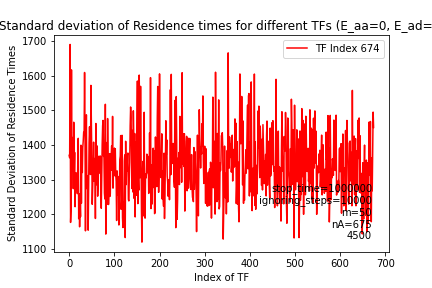 Standard deviation of Residence times for different TFs (E_aa=0, E_ad=
TF Index 674
Standard Deviation of Residence Times
1700
1600
1500
1400
1300
1200
1100
stop_time=1000000
ignoring_steps=10000
m=50
nA=675
4500
0 100 200 300 400 500 600 700
Index of TF